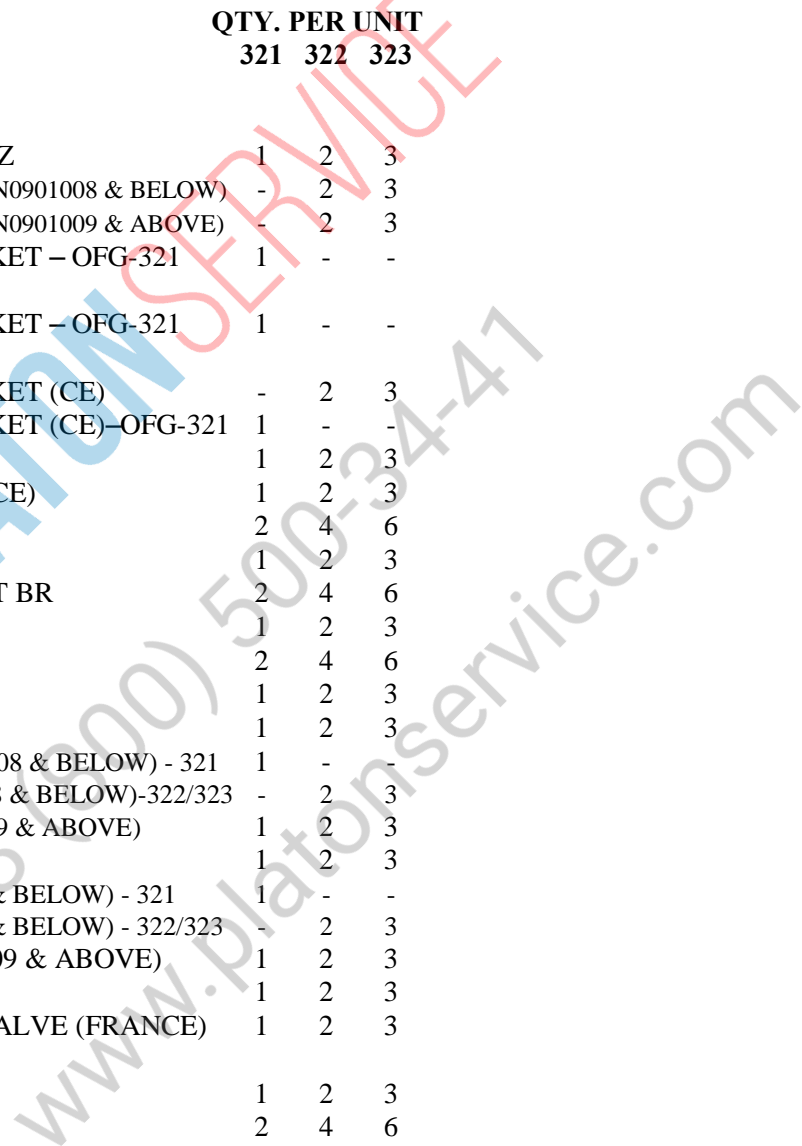 QTY. PER UNIT
321 322 323
Z 1 2 3
N0901008 & BELOW) - 2 3
N0901009 & ABOVE) - 2 3
KET – OFG-321 1 - -
KET – OFG-321 1 - -
KET (CE) - 2 3
KET (CE)–OFG-321 1 - -
1 2 3
CE) 1 2 3
2 4 6
1 2 3
T BR 2 4 6
1 2 3
2 4 6
1 2 3
1 2 3
08 & BELOW) - 321 1 - -
8 & BELOW)-322/323 - 2 3
9 & ABOVE) 1 2 3
1 2 3
& BELOW) - 321 1 - -
& BELOW) - 322/323 - 2 3
09 & ABOVE) 1 2 3
1 2 3
ALVE (FRANCE) 1 2 3
1 2 3
2 4 6
ATONSERVICE
8 (800) 500-34-41
www.platonservice.com